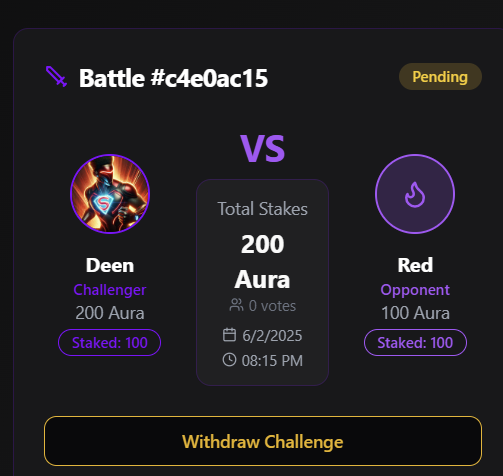 Battle #c4e0ac15
Pending
VS
Deen
Challenger
200 Aura
Staked: 100
Total Stakes
200
Aura
0 votes
6/2/2025
08:15 PM
Red
Opponent
100 Aura
Staked: 100
Withdraw Challenge